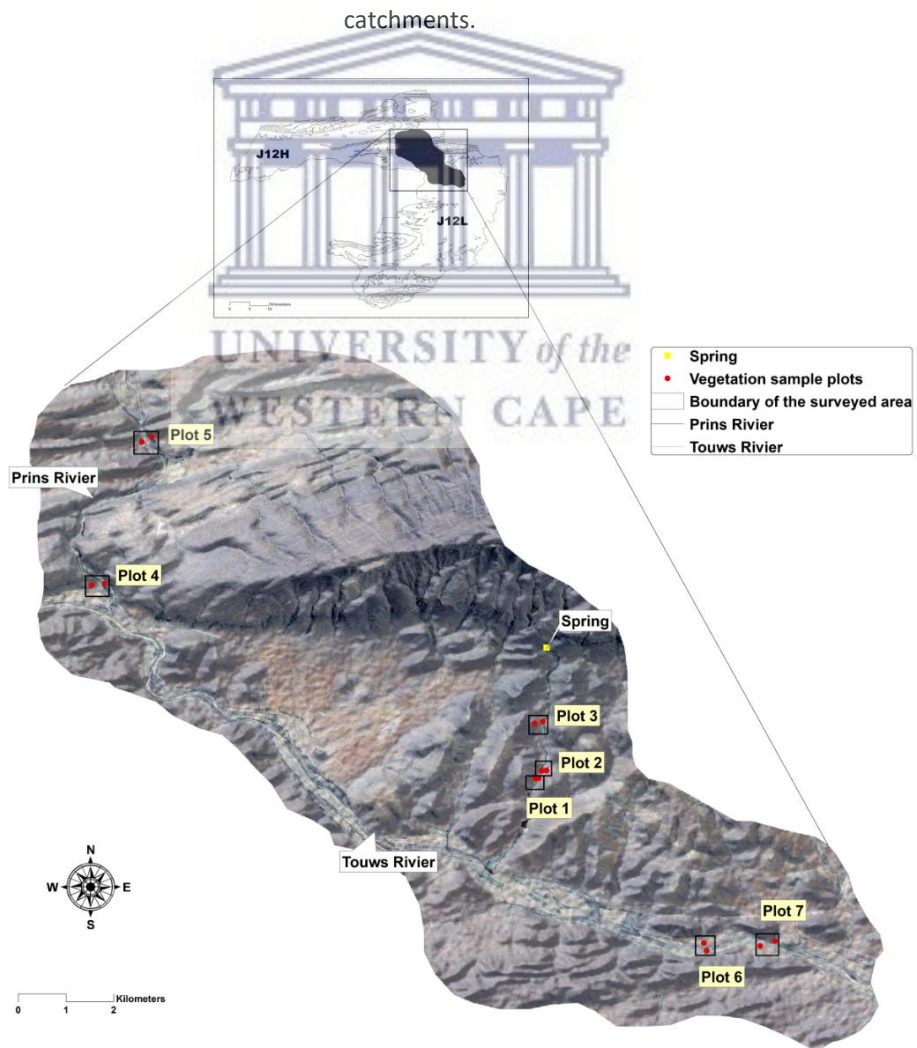 catchments.
J12H
J12L
UNIVERSITY of the
WESTERN CAPE
Spring
Vegetation sample plots
Boundary of the surveyed area
Prins Rivier
Touws Rivier
Plot 5
Prins Rivier
Plot 4
Spring
Plot 3
Plot 2
Plot 1
Touws Rivier
N
W E
S
Plot 7
Plot 6
Kilometers
0 1 2